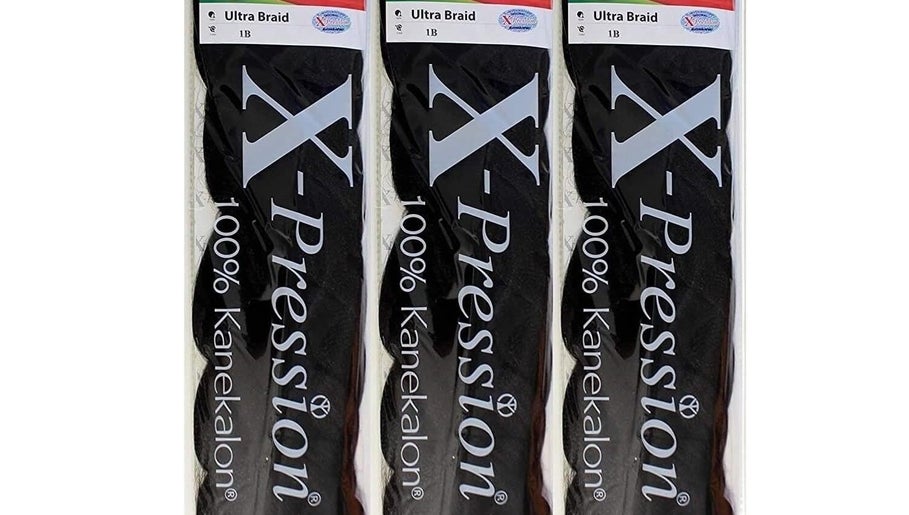 Ultra Braid
1B
X-Pression®
100% Kanekalon®
Ultra Braid
1B
X-Pression®
100% Kanekalon®
Ultra Braid
1B
X-Pression®
100% Kanekalon®